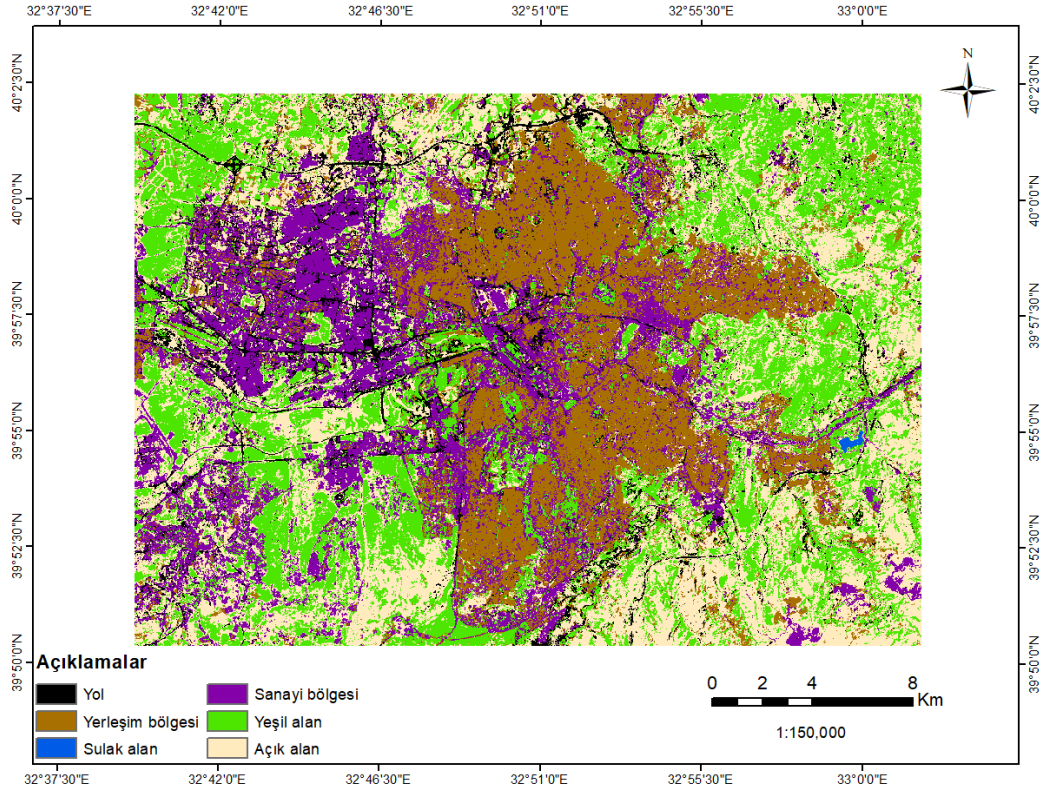 32°37'30"E 32°42'0"E 32°46'30"E 32°51'0"E 32°55'30"E 33°0'0"E
N
40°2'30"N 40°2'30"N
40°0'0"N 40°0'0"N
39°57'30"N 39°57'30"N
39°55'0"N 39°55'0"N
39°52'30"N 39°52'30"N
39°50'0"N 39°50'0"N
Açıklamalar
Yol Sanayi bölgesi
Yerleşim bölgesi Yeşil alan
Sulak alan Açık alan
0 2 4 8
Km
1:150,000
32°37'30"E 32°42'0"E 32°46'30"E 32°51'0"E 32°55'30"E 33°0'0"E